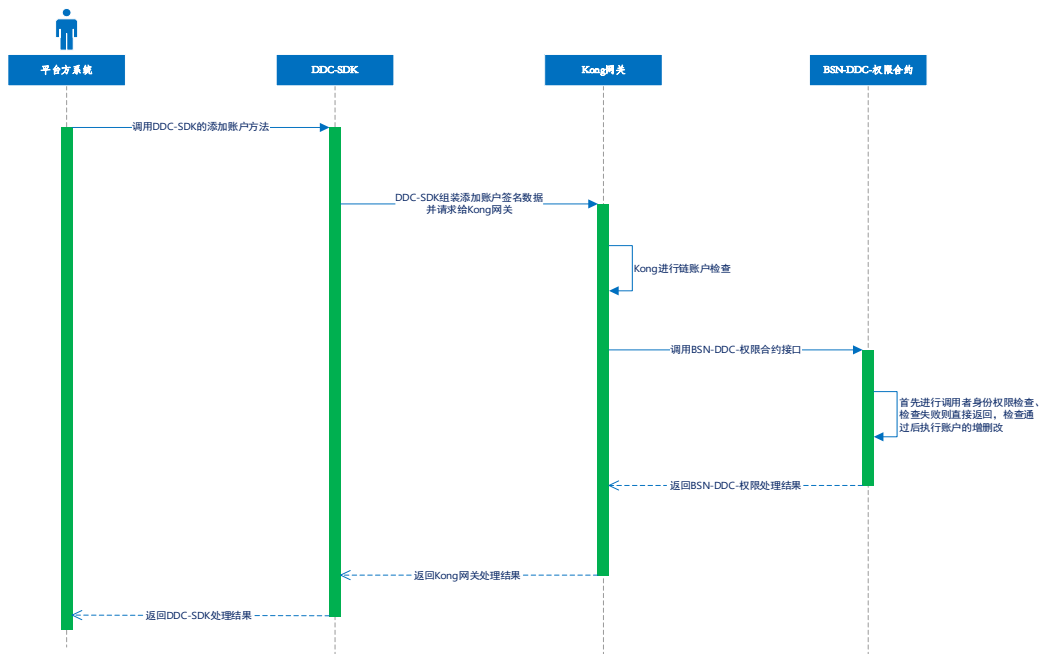 平台方系统
DDC-SDK
Kong网关
BSN-DDC-权限合约
调用DDC-SDK的添加账户方法
DDC-SDK组装添加账户签名数据
并请求给Kong网关
Kong进行链账户检查
调用BSN-DDC-权限合约接口
首先进行调用者身份权限检查、
检查失败则直接返回，检查通
过后执行账户的增删改
返回BSN-DDC-权限处理结果
返回Kong网关处理结果
返回DDC-SDK处理结果